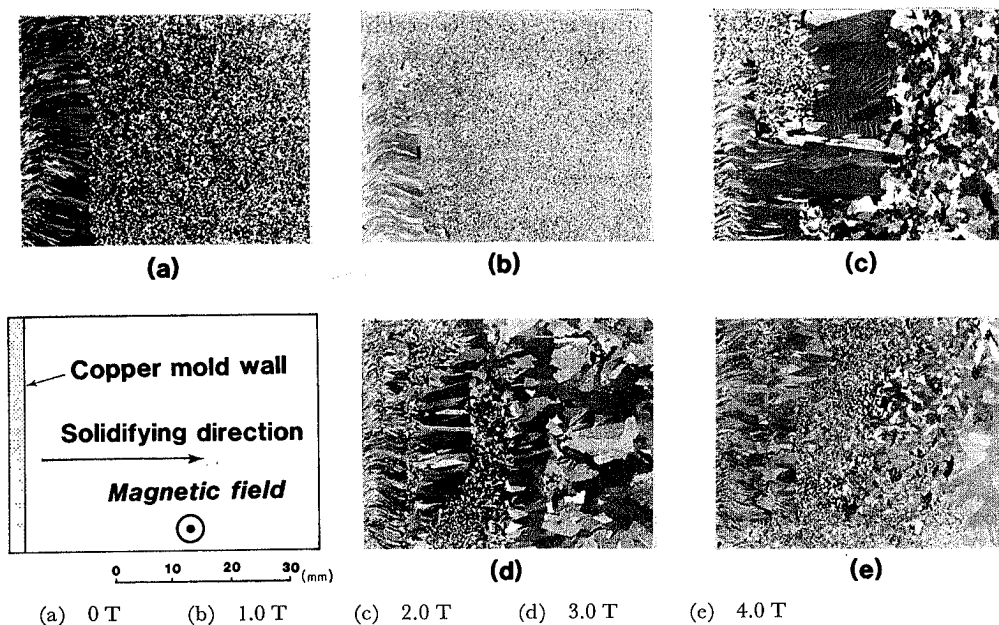 (a)
(b)
(c)
Copper mold wall
Solidifying direction
Magnetic field
0 10 20 30 (mm)
(d)
(e)
(a) 0 T (b) 1.0 T (c) 2.0 T (d) 3.0 T (e) 4.0 T